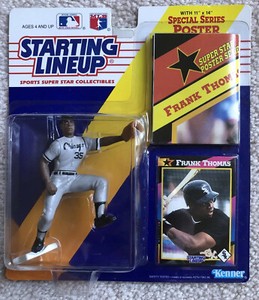 AGES 4 AND UP
WITH 11" x 14"
SPECIAL SERIES
POSTER
STARTING
LINEUP
SPORTS SUPER STAR COLLECTIBLES
SUPER STAR
POSTER SERIES
FRANK THOMAS
35
FRANK THOMAS
Kenner